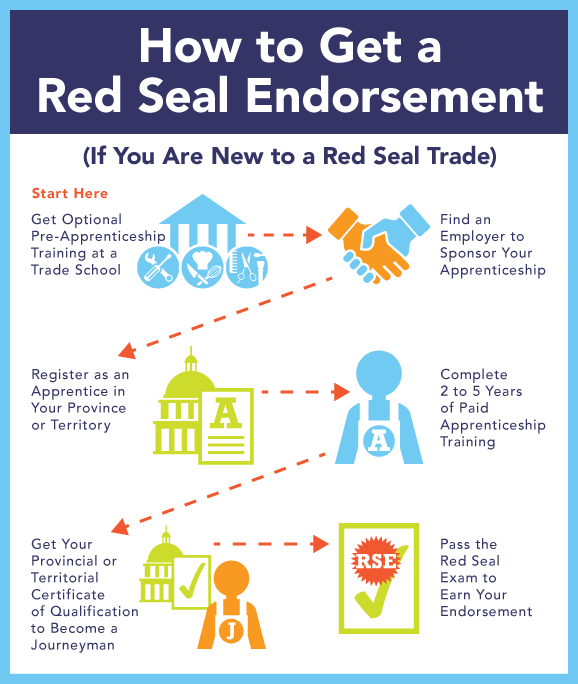 How to Get a
Red Seal Endorsement
(If You Are New to a Red Seal Trade)
Start Here
Get Optional
Pre-Apprenticeship
Training at a
Trade School
Find an
Employer to
Sponsor Your
Apprenticeship
Register as an
Apprentice in
Your Province
or Territory
A
A
Complete
2 to 5 Years
of Paid
Apprenticeship
Training
Get Your
Provincial or
Territorial
Certificate
of Qualification
to Become a
Journeyman
J
RSE
Pass the
Red Seal
Exam to
Earn Your
Endorsement